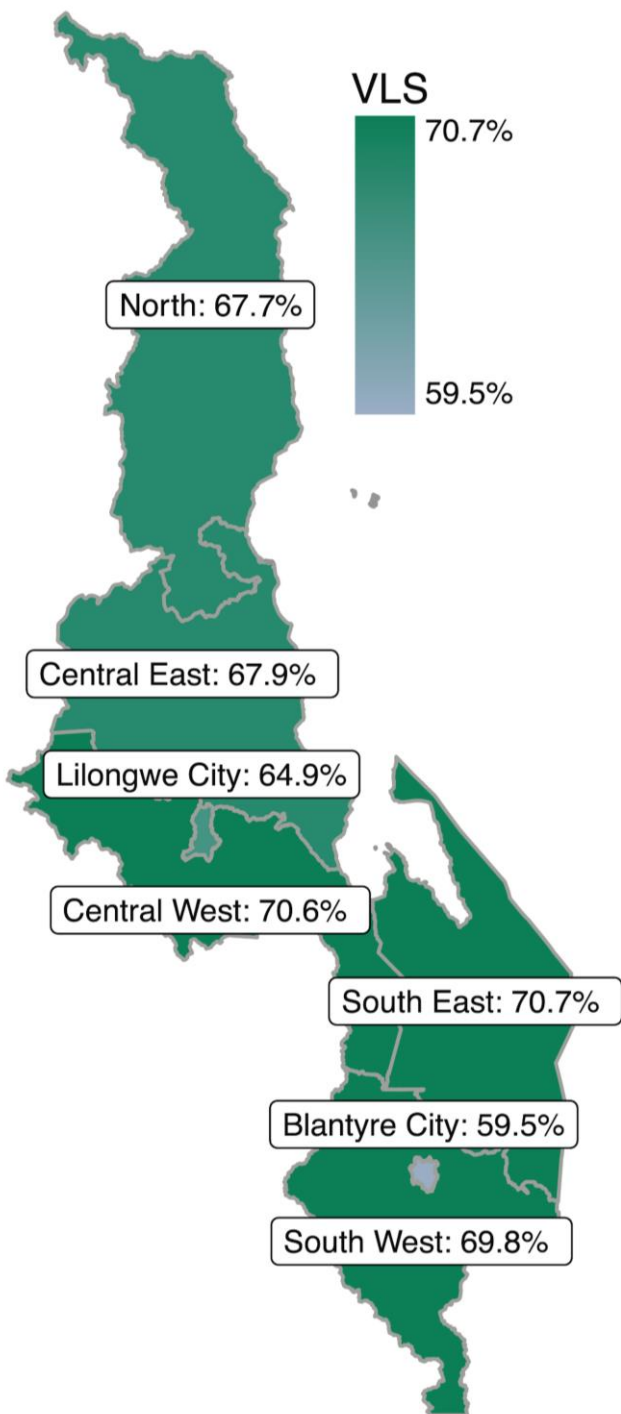 VLS
70.7%
59.5%
North: 67.7%
Central East: 67.9%
Lilongwe City: 64.9%
Central West: 70.6%
South East: 70.7%
Blantyre City: 59.5%
South West: 69.8%